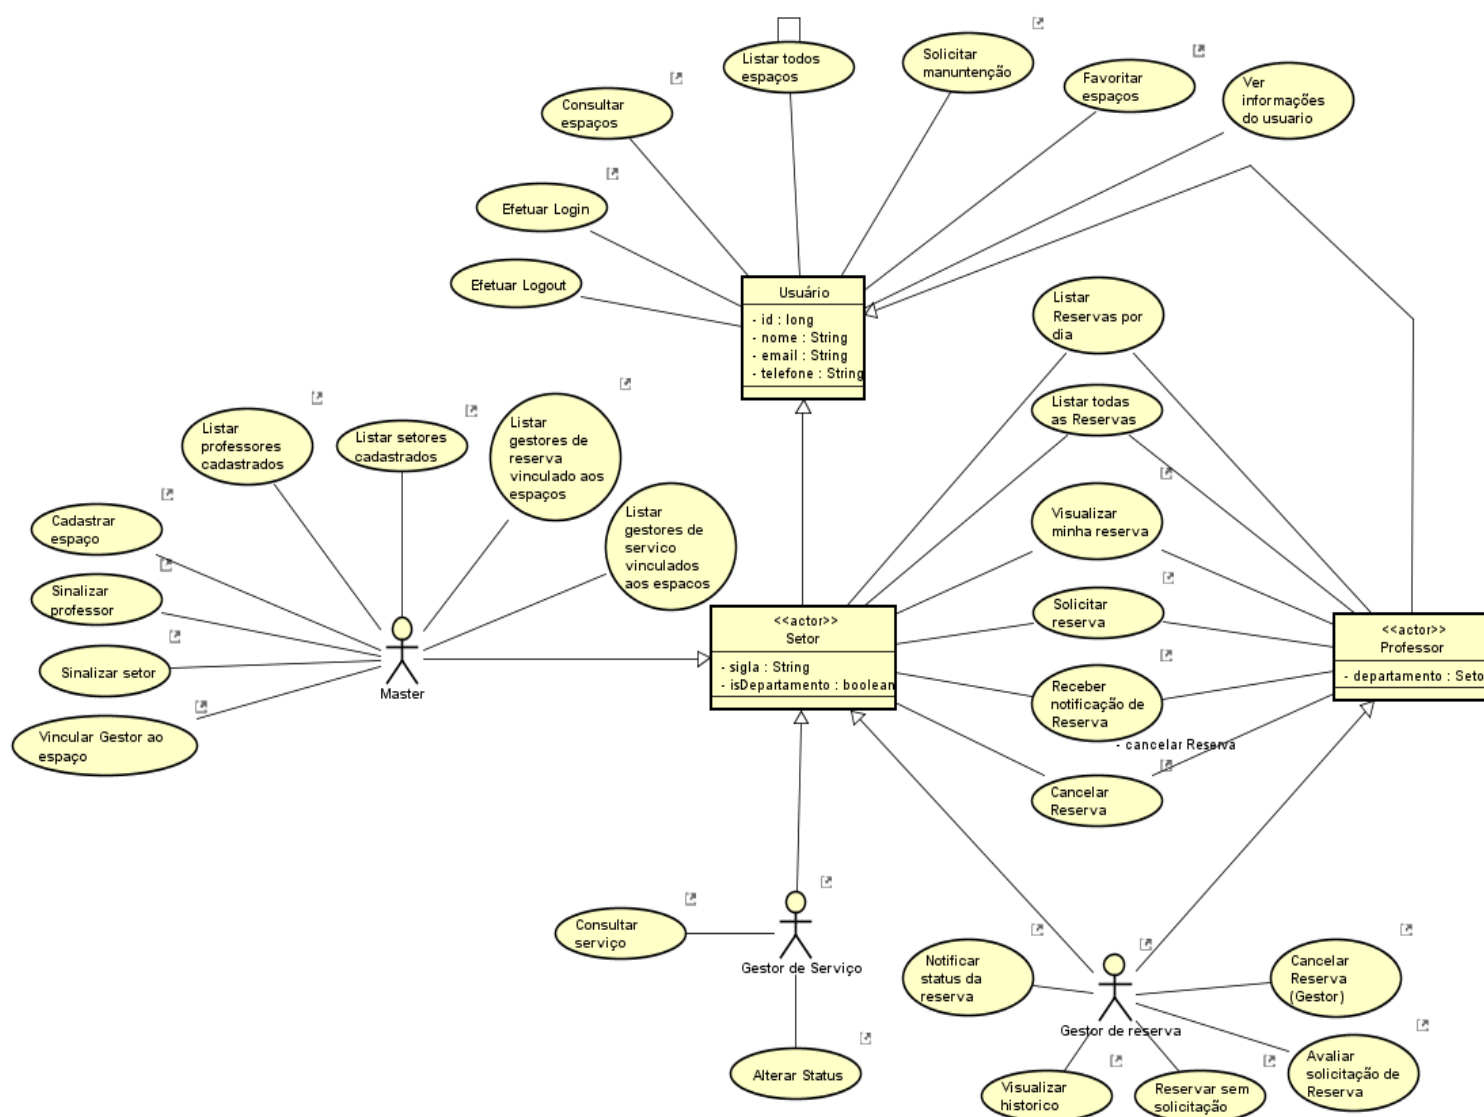 Listar todos
espaços
Solicitar
manuntenção
Favoritar
espaços
Ver
informações
do usuario
Consultar
espaços
Efetuar Login
Efetuar Logout
Usuário
- id : long
- nome : String
- email : String
- telefone : String
Listar
Reservas por
dia
Listar todas
as Reservas
Visualizar
minha reserva
Solicitar
reserva
Receber
notificação de
Reserva
- cancelar Reserva
Cancelar
Reserva
Listar
professores
cadastrados
Listar setores
cadastrados
Listar
gestores de
reserva
vinculado aos
espaços
Listar
gestores de
servico
vinculados
aos espacos
Cadastrar
espaço
Sinalizar
professor
Sinalizar setor
Vincular Gestor ao
espaço
Master
<<actor>>
Setor
- sigla : String
- isDepartamento : boolean
<<actor>>
Professor
- departamento : Seto
Consultar
serviço
Gestor de Serviço
Alterar Status
Notificar
status da
reserva
Cancelar
Reserva
(Gestor)
Gestor de reserva
Visualizar
historico
Reservar sem
solicitação
Avaliar
solicitação de
Reserva